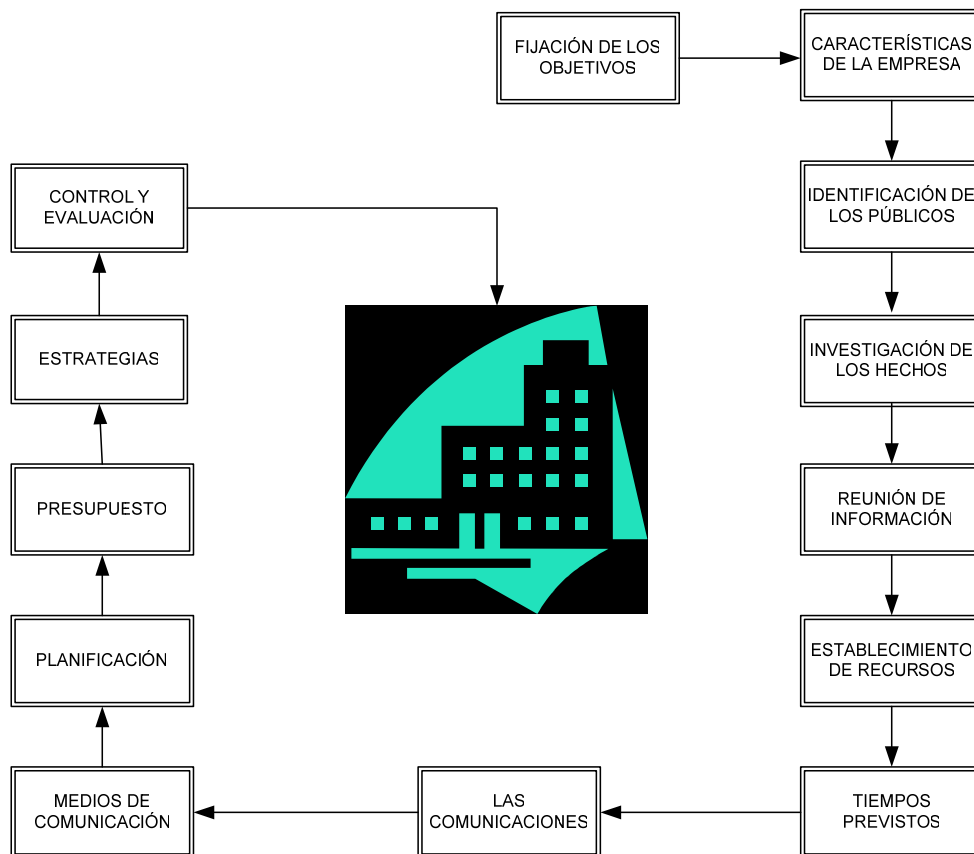 FIJACIÓN DE LOS
OBJETIVOS
CARACTERÍSTICAS
DE LA EMPRESA
IDENTIFICACIÓN DE
LOS PÚBLICOS
INVESTIGACIÓN DE
LOS HECHOS
REUNIÓN DE
INFORMACIÓN
ESTABLECIMIENTO
DE RECURSOS
TIEMPOS
PREVISTOS
LAS
COMUNICACIONES
MEDIOS DE
COMUNICACIÓN
PLANIFICACIÓN
PRESUPUESTO
ESTRATEGIAS
CONTROL Y
EVALUACIÓN